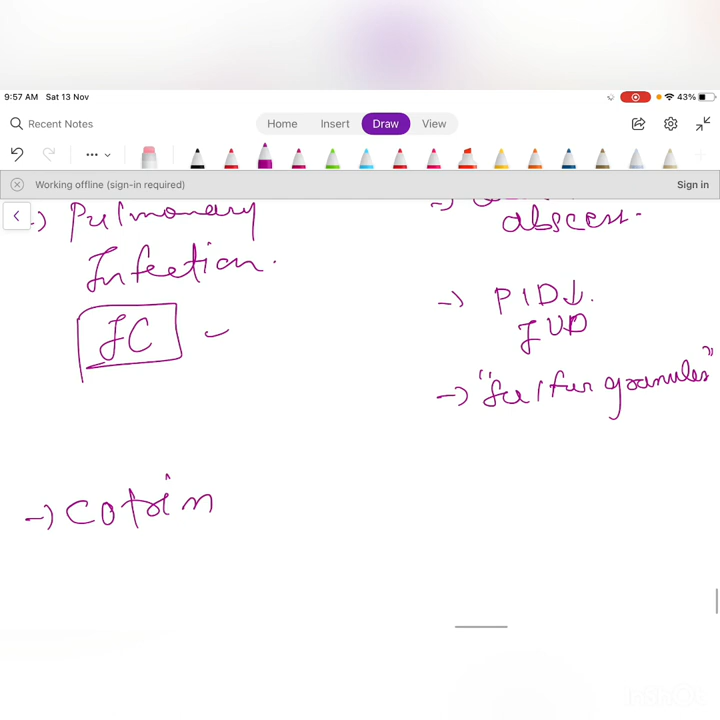 9:57 AM Sat 13 Nov
43%
Recent Notes
Home Insert Draw View
Working offline (sign-in required)
Sign in
-) Pulmonary
Infection.
IC
-) cotrim
abscess.
-) PID↓.
IUD
-) "Sulfur granules"